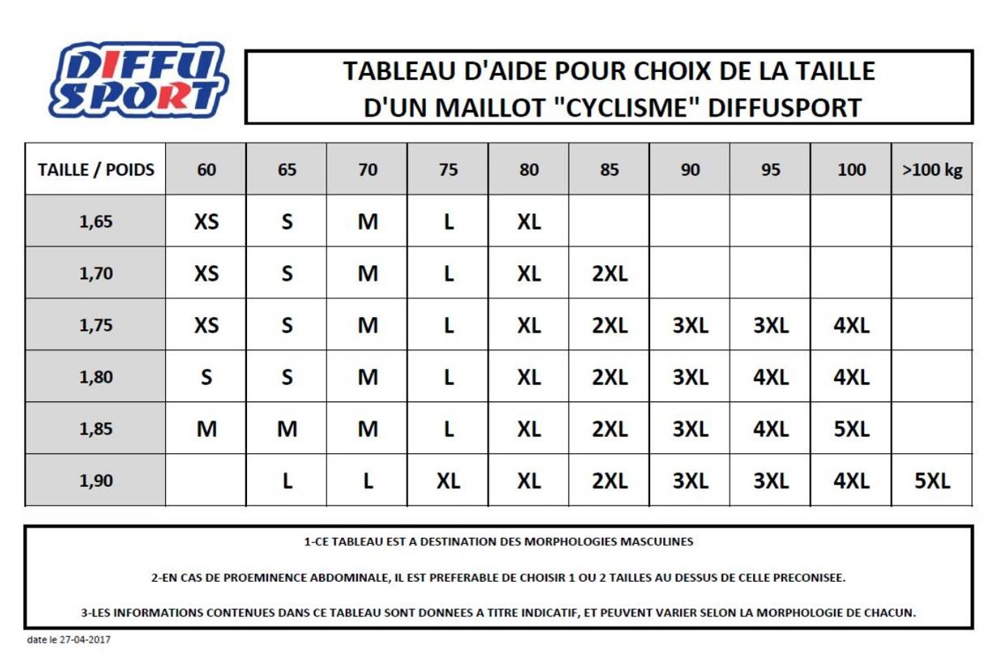 DIFFU
SPORT
TABLEAU D'AIDE POUR CHOIX DE LA TAILLE
D'UN MAILLOT "CYCLISME" DIFFUSPORT
TAILLE / POIDS 60 65 70 75 80 85 90 95 100 >100 kg
1,65 XS S M L XL
1,70 XS S M L XL 2XL
1,75 XS S M L XL 2XL 3XL 3XL 4XL
1,80 S S M L XL 2XL 3XL 4XL 4XL
1,85 M M M L XL 2XL 3XL 4XL 5XL
1,90 L L XL XL 2XL 3XL 3XL 4XL 5XL
1-CE TABLEAU EST A DESTINATION DES MORPHOLOGIES MASCULINES
2-EN CAS DE PROEMINENCE ABDOMINALE, IL EST PREFERABLE DE CHOISIR 1 OU 2 TAILLES AU DESSUS DE CELLE PRECONISEE.
3-LES INFORMATIONS CONTENUES DANS CE TABLEAU SONT DONNEES A TITRE INDICATIF, ET PEUVENT VARIER SELON LA MORPHOLOGIE DE CHACUN.
date le 27-04-2017